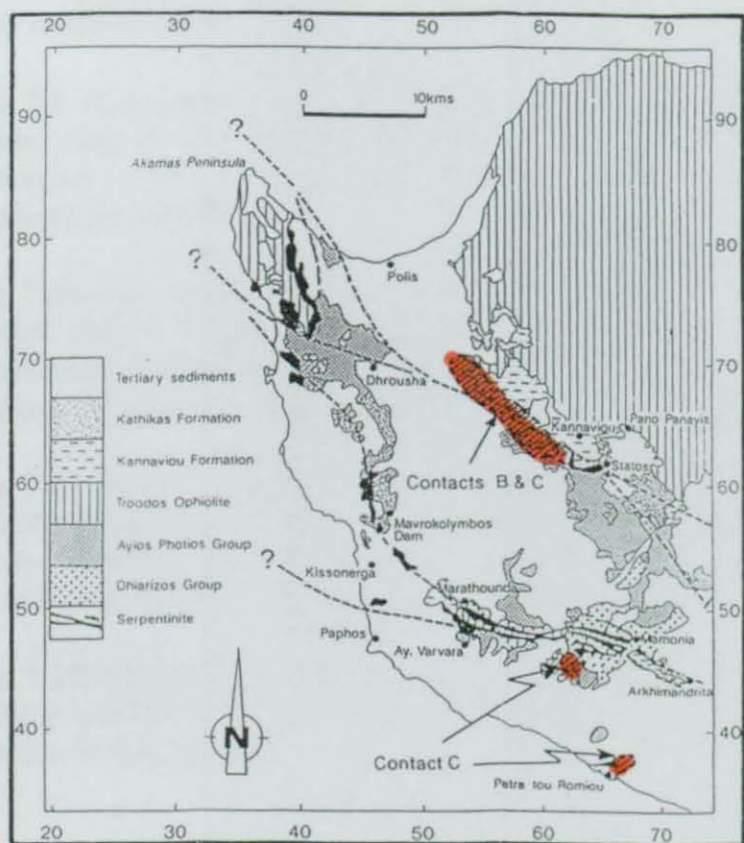 20 30 40 50 60 70
0 10kms
90 90
?
Akamas Peninsula
80 80
?
Polis
70 70
Tertiary sediments
Dhrousha
Kathikas Formation
Kannaviou
Pano Panayia
Kannaviou Formation
Statos
60 60
Contacts B & C
Troodos Ophiolite
Ayios Photios Group
Mavrokolymbos
Dam
?
Dhiarizos Group
Kissonerga
Marathounda
50 50
Serpentinite
Paphos
Mamonia
Ay. Varvara
Arkhimandrita
N
40 40
Contact C
Petra tou Romiou
20 30 40 50 60 70